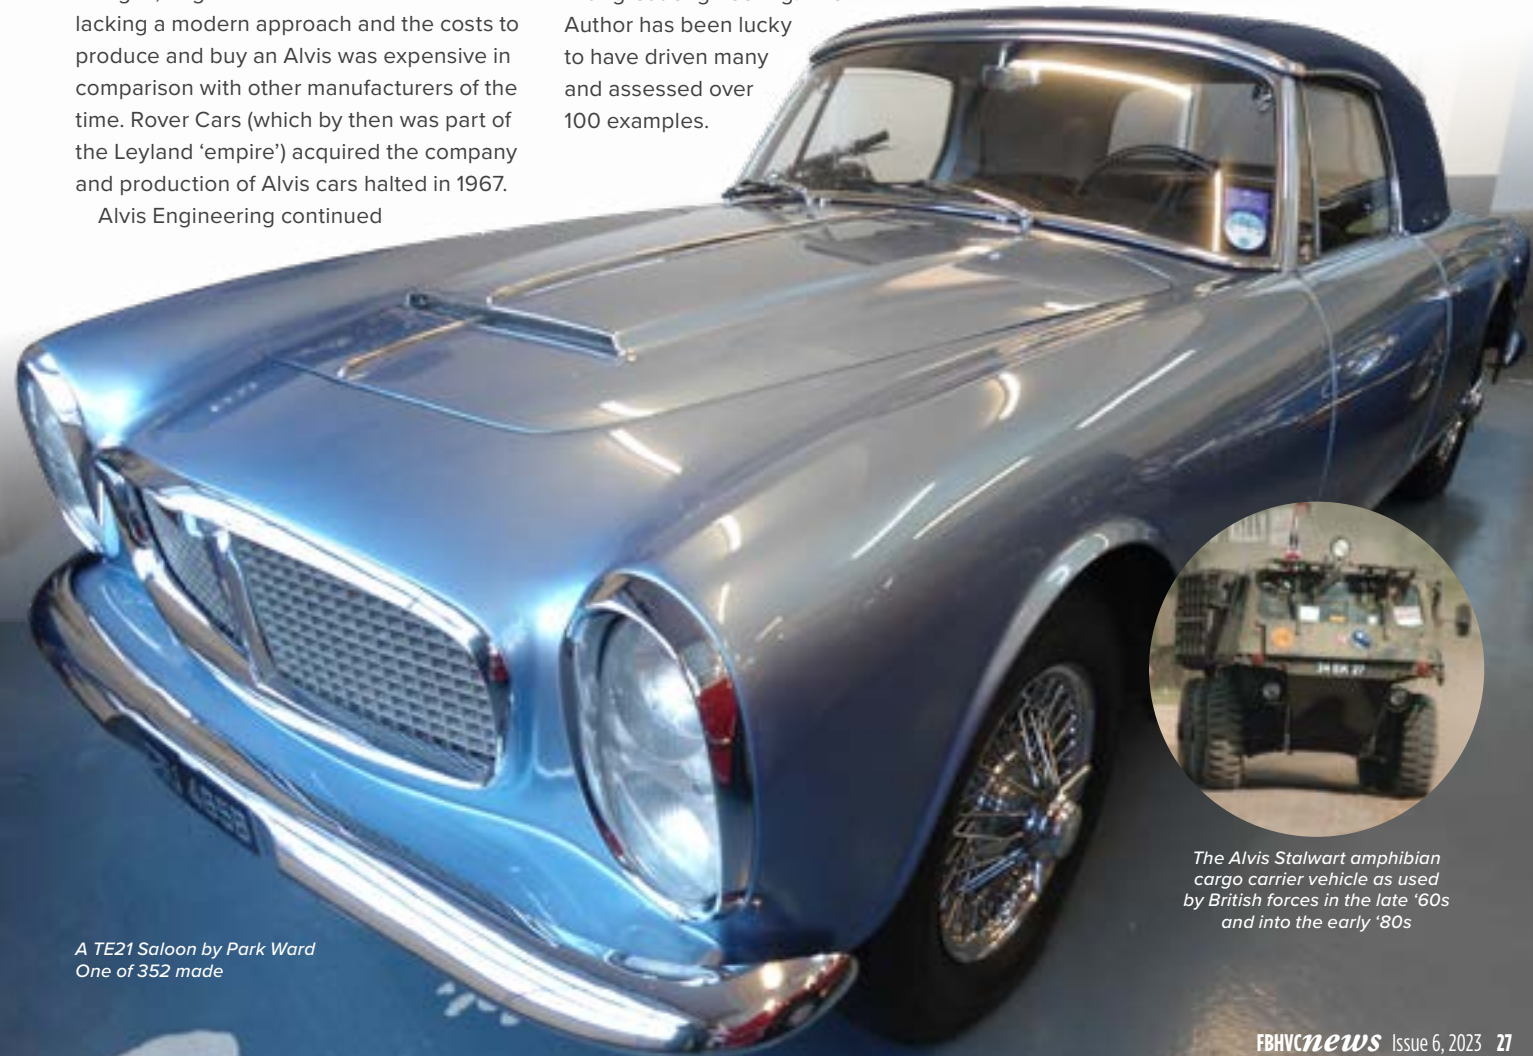 lacking a modern approach and the costs to
produce and buy an Alvis was expensive in
comparison with other manufacturers of the
time. Rover Cars (which by then was part of
the Leyland ‘empire’) acquired the company
and production of Alvis cars halted in 1967.
Alvis Engineering continued
Author has been lucky
to have driven many
and assessed over
100 examples.
The Alvis Stalwart amphibian
cargo carrier vehicle as used
by British forces in the late ‘60s
and into the early ‘80s
A TE21 Saloon by Park Ward
One of 352 made
FBHVCnews Issue 6, 2023 27